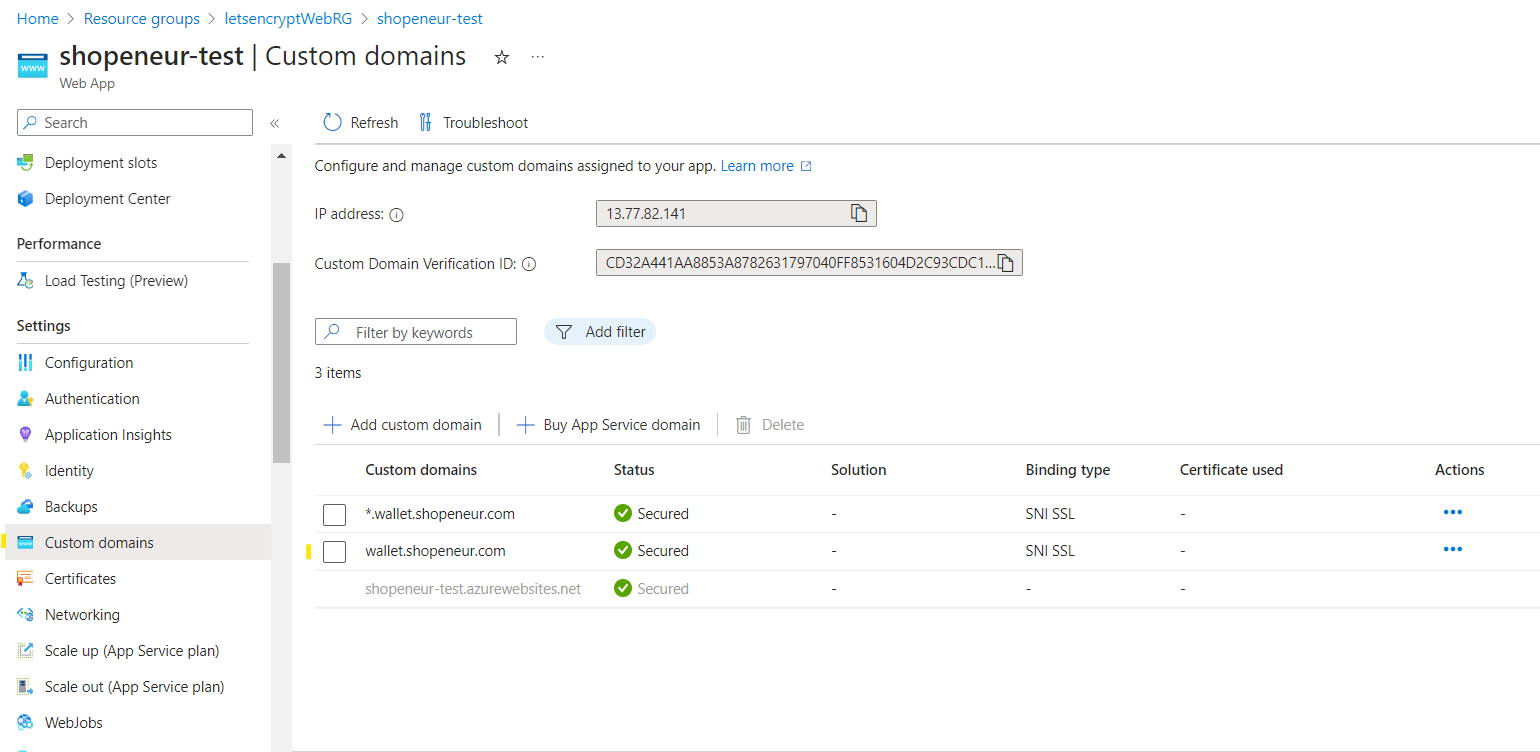 Home > Resource groups > letsencryptWebRG > shopeneur-test
www
shopeneur-test | Custom domains
Web App
Search
Refresh
Troubleshoot
Deployment slots
Deployment Center
Performance
Load Testing (Preview)
Settings
Configuration
Authentication
Application Insights
Identity
Backups
Custom domains
Certificates
Networking
Scale up (App Service plan)
Scale out (App Service plan)
WebJobs
Configure and manage custom domains assigned to your app. Learn more
IP address: 13.77.82.141
Custom Domain Verification ID: CD32A441AA8853A8782631797040FF8531604D2C93CDC1...
Filter by keywords Add filter
3 items
Add custom domain Buy App Service domain Delete
Custom domains Status Solution Binding type Certificate used Actions
*.wallet.shopeneur.com Secured - SNI SSL -
wallet.shopeneur.com Secured - SNI SSL -
shopeneur-test.azurewebsites.net Secured - - -